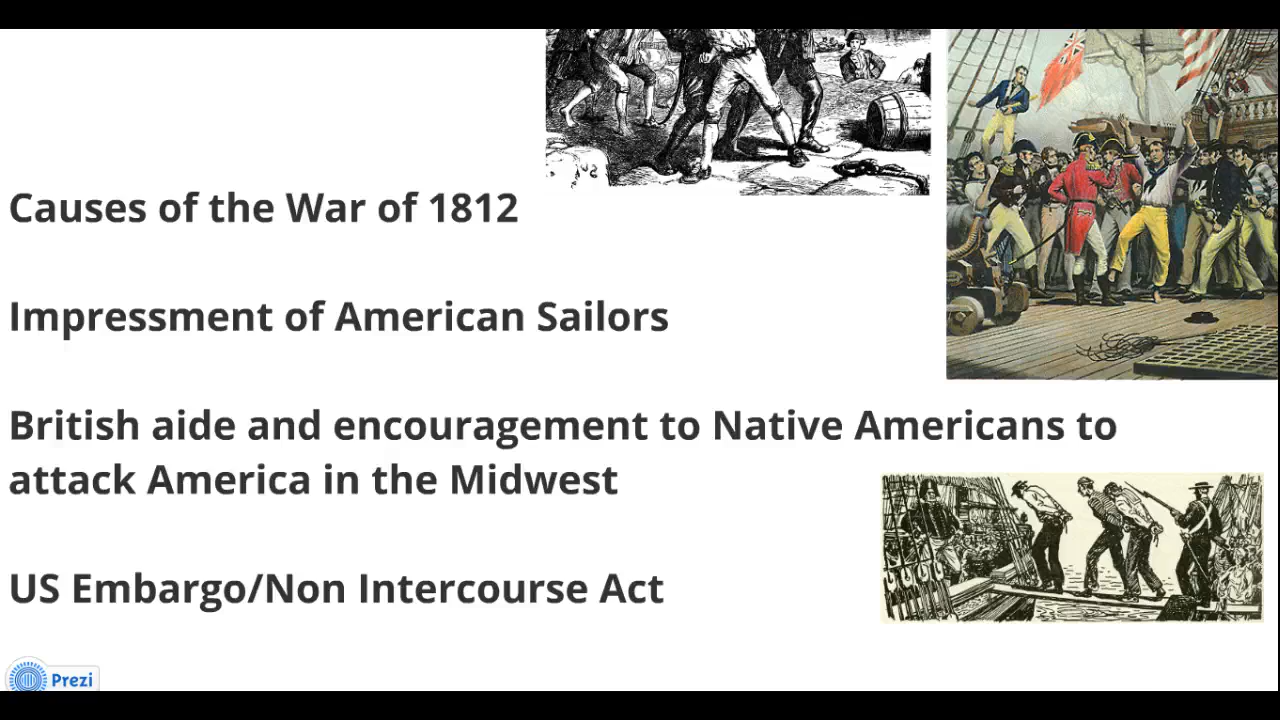 Causes of the War of 1812
Impressment of American Sailors
British aide and encouragement to Native Americans to
attack America in the Midwest
US Embargo/Non Intercourse Act
Prezi